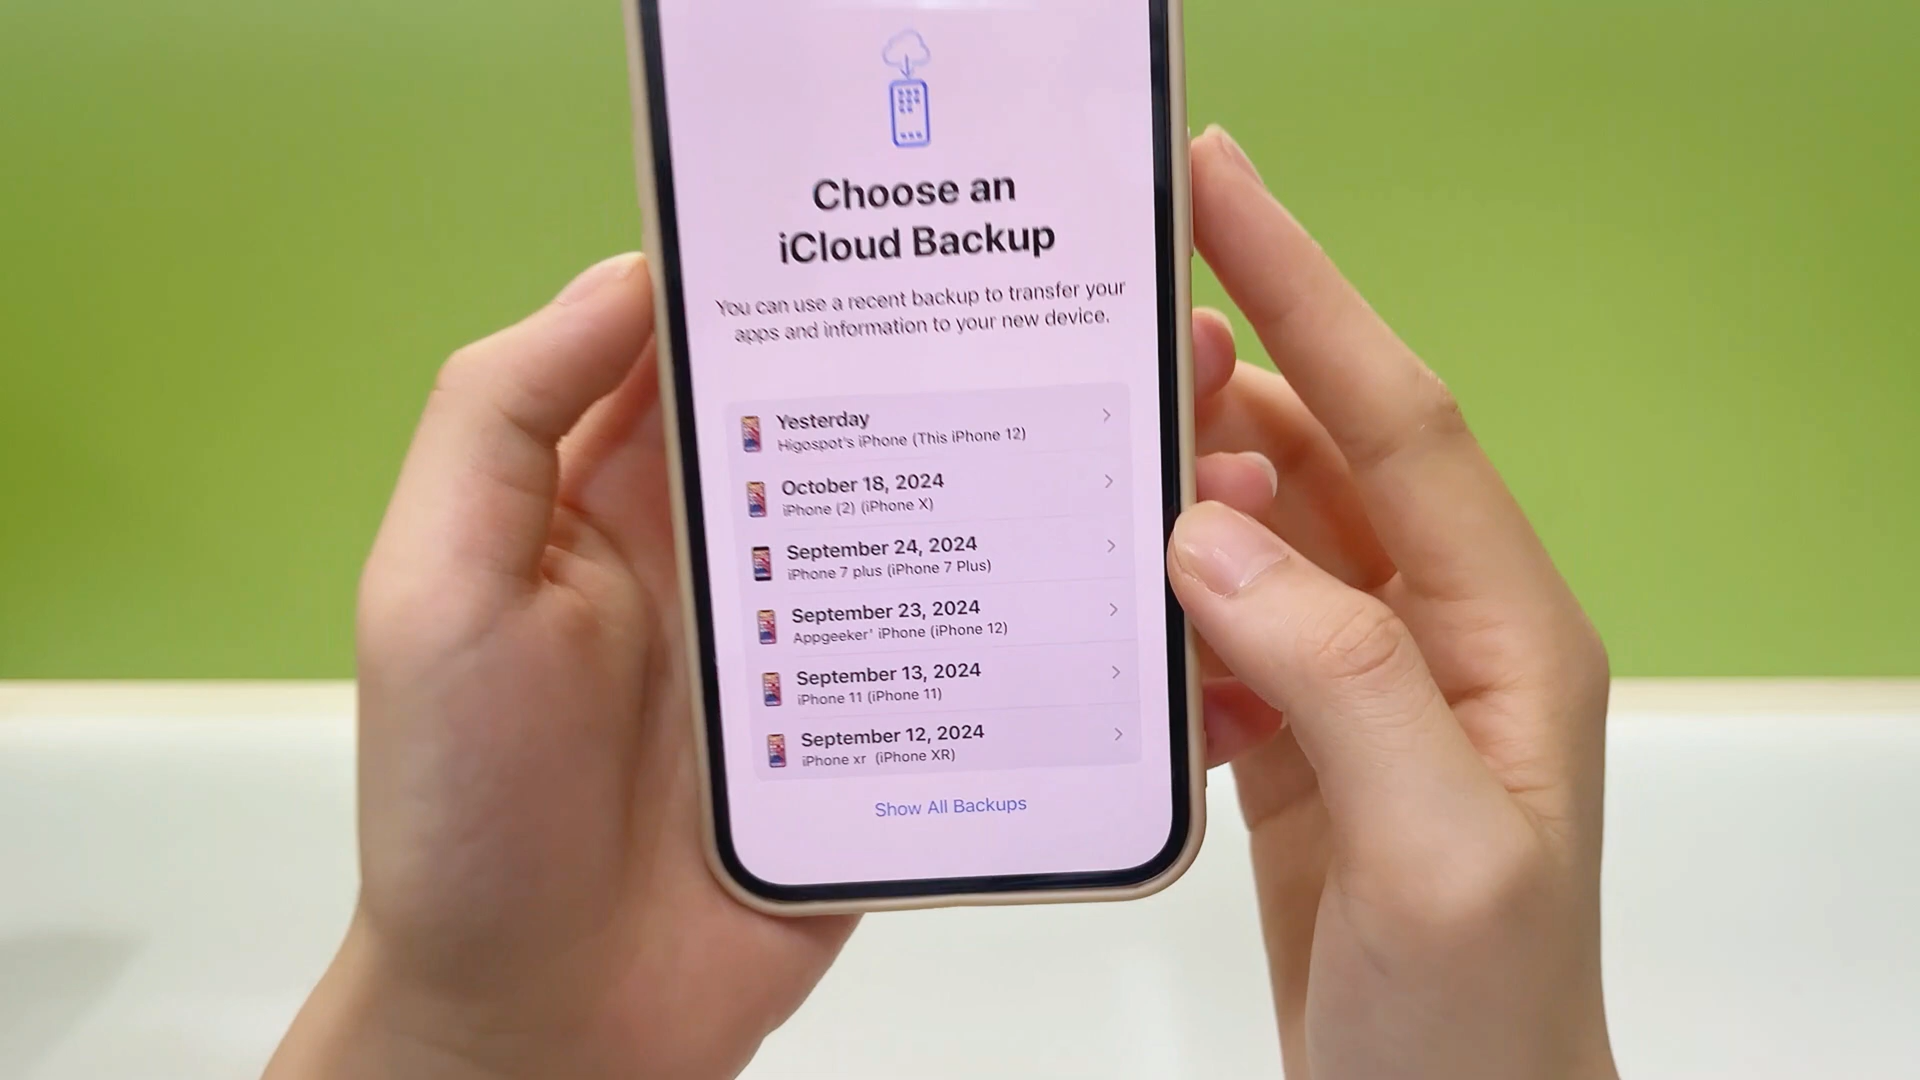 Choose an
iCloud Backup
You can use a recent backup to transfer your
apps and information to your new device.
Yesterday
Higospot's iPhone (This iPhone 12)
October 18, 2024
iPhone (2) (iPhone X)
September 24, 2024
iPhone 7 plus (iPhone 7 Plus)
September 23, 2024
Appgeeker' iPhone (iPhone 12)
September 13, 2024
iPhone 11 (iPhone 11)
September 12, 2024
iPhone xr (iPhone XR)
Show All Backups